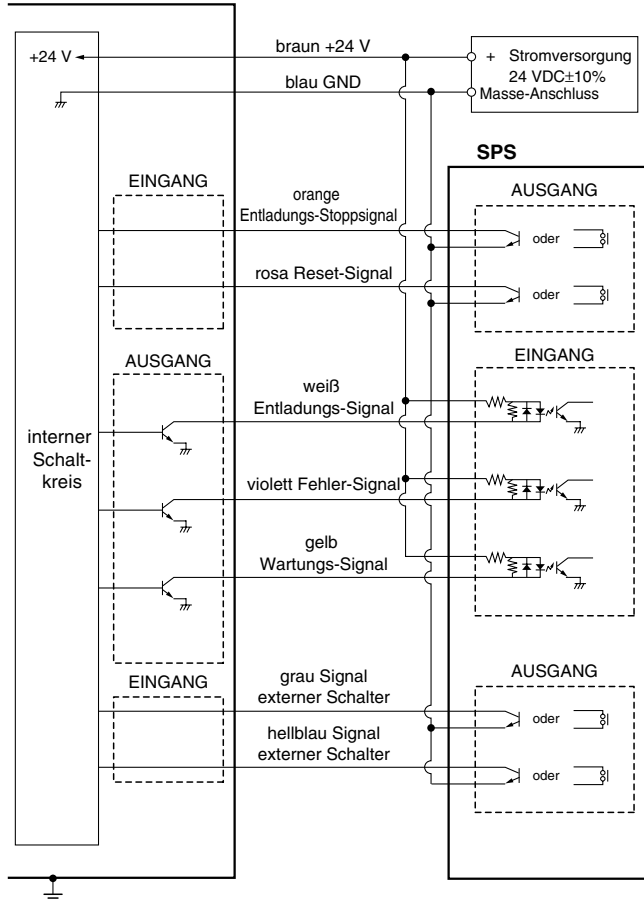 braun +24 V
+24 V
+ Stromversorgung
24 VDC±10%
blau GND
Masse-Anschluss
SPS
EINGANG
AUSGANG
orange
Entladungs-Stoppsignal
oder
rosa Reset-Signal
oder
AUSGANG
EINGANG
weiß
Entladungs-Signal
interner
Schalt-
kreis
violett Fehler-Signal
gelb
Wartungs-Signal
EINGANG
AUSGANG
grau Signal
externer Schalter
oder
hellblau Signal
externer Schalter
oder